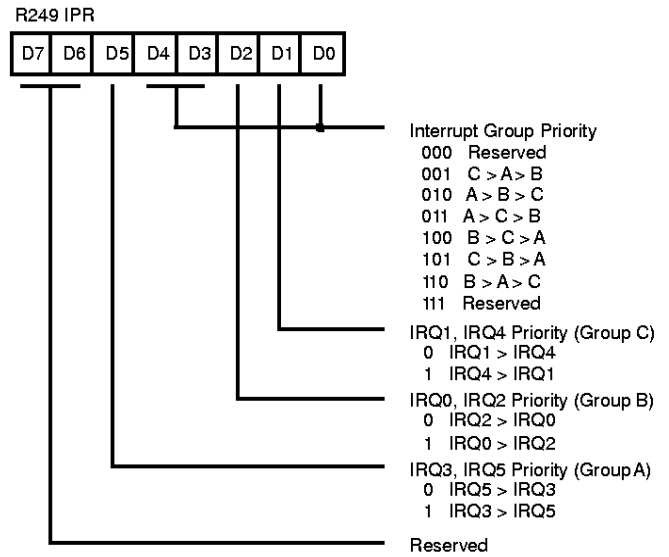 R249 IPR
D7 D6 D5 D4 D3 D2 D1 D0
Interrupt Group Priority
000 Reserved
001 C > A > B
010 A > B > C
011 A > C > B
100 B > C > A
101 C > B > A
110 B > A > C
111 Reserved
IRQ1, IRQ4 Priority (Group C)
0 IRQ1 > IRQ4
1 IRQ4 > IRQ1
IRQ0, IRQ2 Priority (Group B)
0 IRQ2 > IRQ0
1 IRQ0 > IRQ2
IRQ3, IRQ5 Priority (Group A)
0 IRQ5 > IRQ3
1 IRQ3 > IRQ5
Reserved